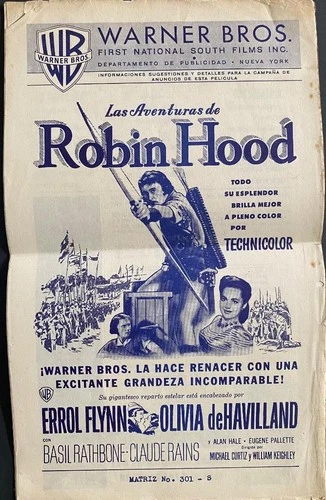 WB
WARNER BROS.
WARNER BROS.
FIRST NATIONAL SOUTH FILMS INC.
DEPARTAMENTO DE PUBLICIDAD • NUEVA YORK
INFORMACIONES SUGESTIONES Y DETALLES PARA LA CAMPAÑA DE
ANUNCIOS DE ESTA PELICULA
Las Aventuras de
Robin Hood
TODO
SU ESPLENDOR
BRILLA MEJOR
A PLENO COLOR
POR
TECHNICOLOR
¡WARNER BROS. LA HACE RENACER CON UNA
EXCITANTE GRANDEZA INCOMPARABLE!
WB
Su gigantesco reparto estelar está encabezado por
ERROL FLYNN OLIVIA deHAVILLAND
CON
BASIL RATHBONE-CLAUDE RAINS
Y ALAN HALE • EUGENE PALLETTE
Dirigida por
MICHAEL CURTIZ y WILLIAM KEIGHLEY
MATRIZ No. 301 - S